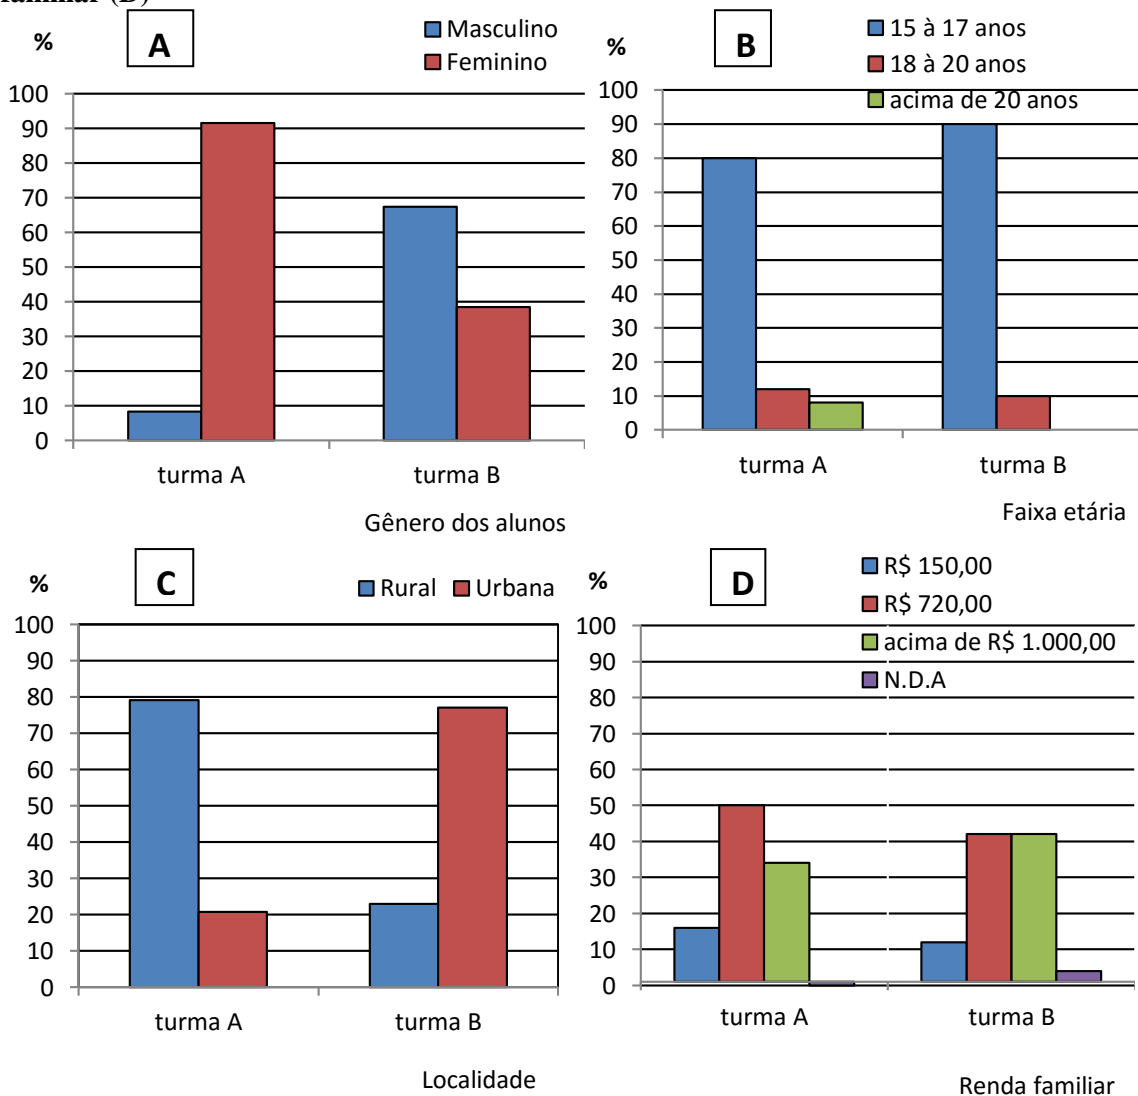 familiar (D)
%
A
Masculino
Feminino
100
90
80
70
60
50
40
30
20
10
0
turma A
turma B
Gênero dos alunos
%
B
15 à 17 anos
18 à 20 anos
acima de 20 anos
100
90
80
70
60
50
40
30
20
10
0
turma A
turma B
Faixa etária
%
C
Rural
Urbana
100
90
80
70
60
50
40
30
20
10
0
turma A
turma B
Localidade
%
D
R$ 150,00
R$ 720,00
acima de R$ 1.000,00
N.D.A
100
90
80
70
60
50
40
30
20
10
0
turma A
turma B
Renda familiar